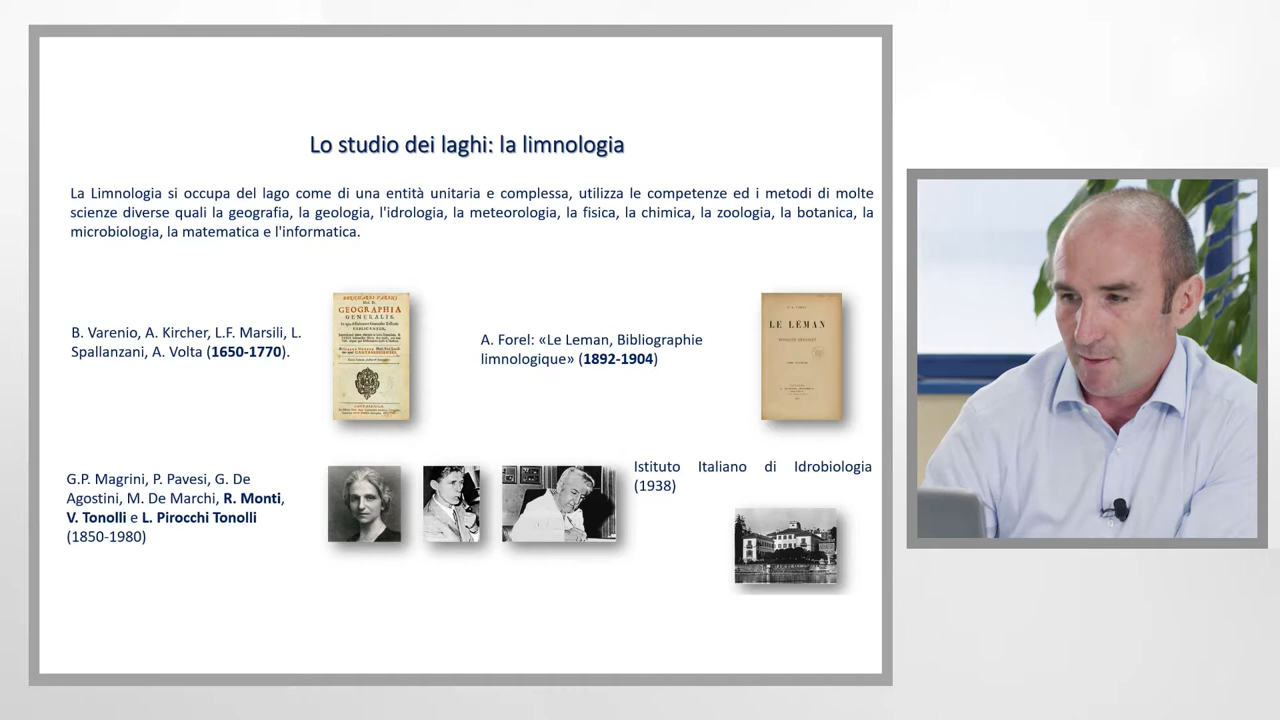 Lo studio dei laghi: la limnologia
La Limnologia si occupa del lago come di una entità unitaria e complessa, utilizza le competenze ed i metodi di molte
scienze diverse quali la geografia, la geologia, l'idrologia, la meteorologia, la fisica, la chimica, la zoologia, la botanica, la
microbiologia, la matematica e l'informatica.
B. Varenio, A. Kircher, L.F. Marsili, L.
Spallanzani, A. Volta (1650-1770).
GEOGRAPHIA
GENERALIS
A. Forel: «Le Leman, Bibliographie
limnologique» (1892-1904)
LE LÉMAN
G.P. Magrini, P. Pavesi, G. De
Agostini, M. De Marchi, R. Monti,
V. Tonolli e L. Pirocchi Tonolli
(1850-1980)
Istituto Italiano di Idrobiologia
(1938)